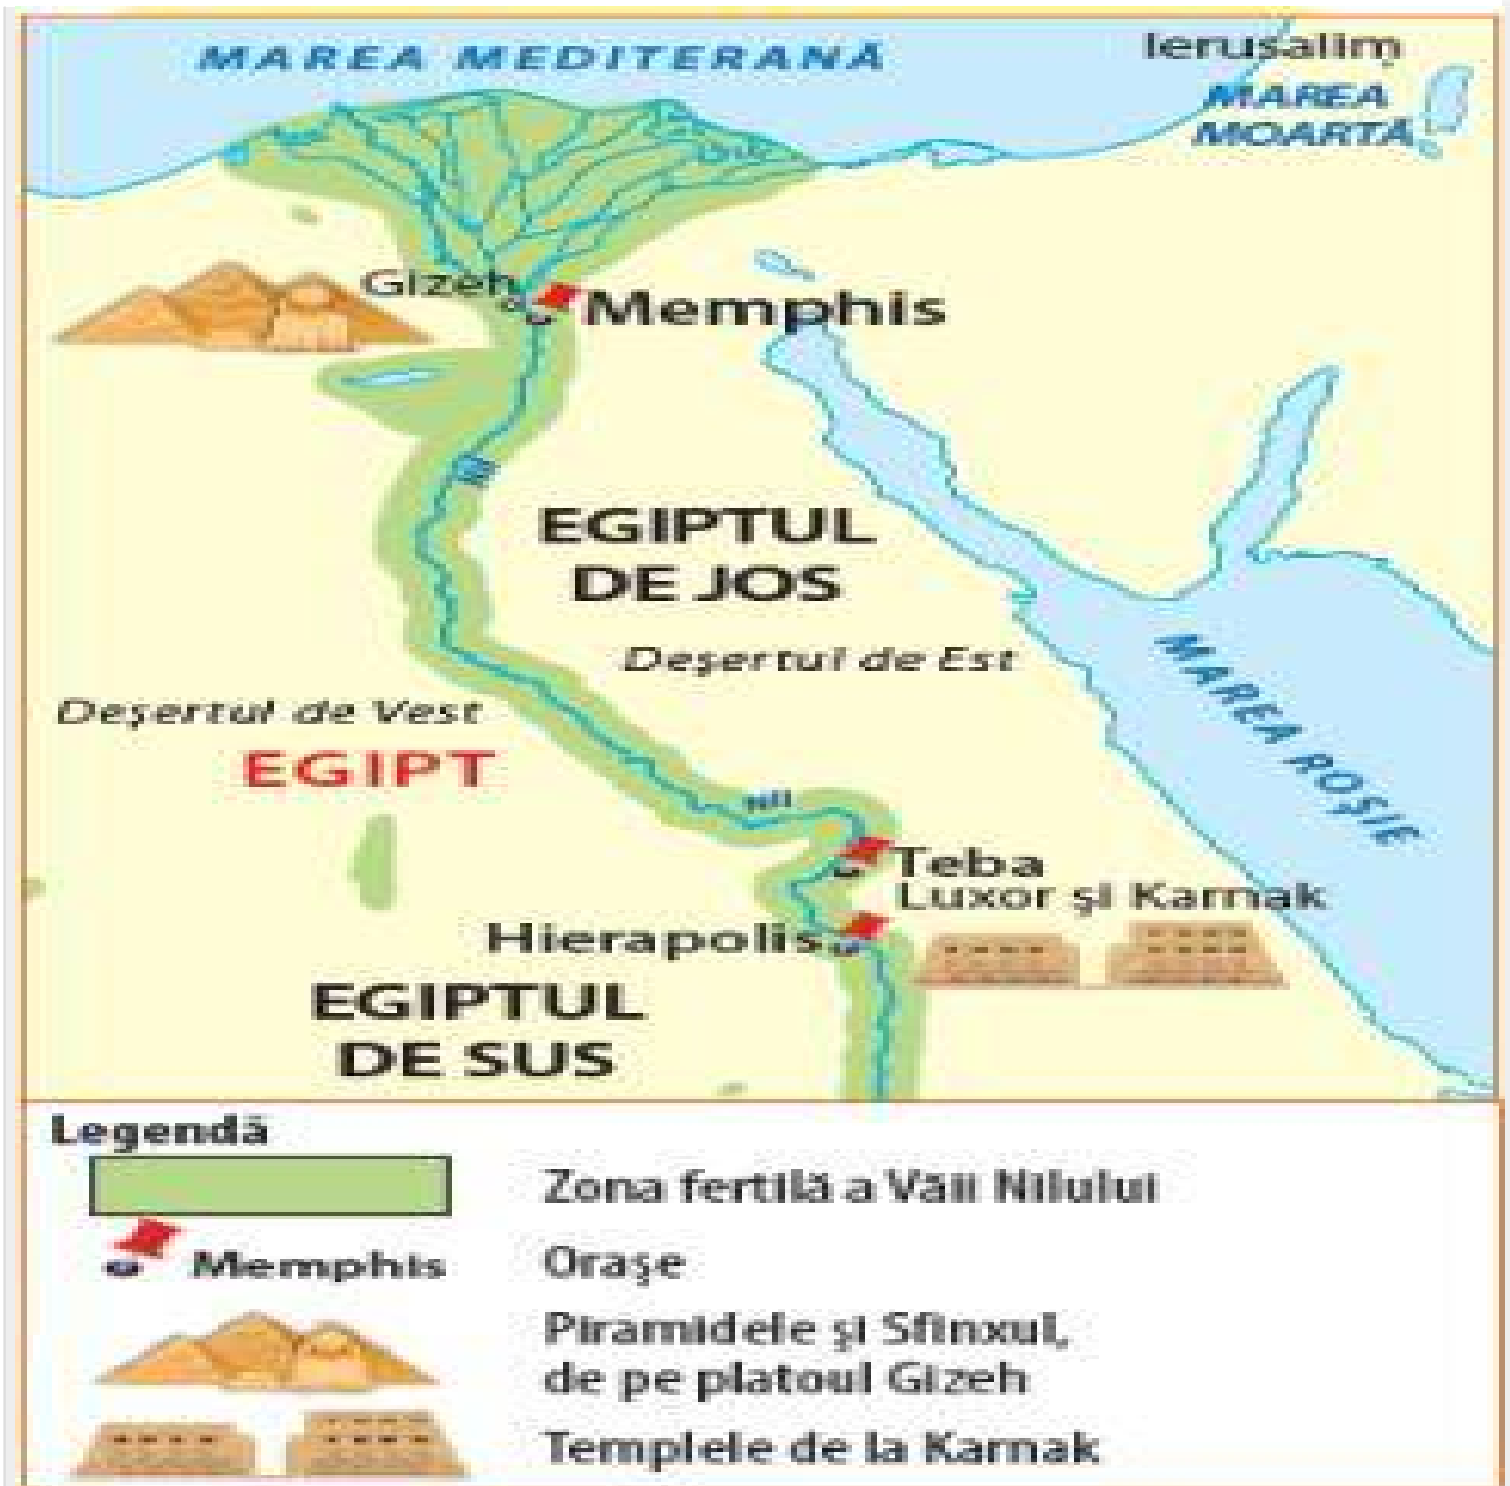 MAREA MEDITERANĂ
Ierusalim
MAREA
MOARTĂ
Gizeh
Memphis
Nil
EGIPTUL
DE JOS
Deşertul de Est
MAREA ROŞIE
Deşertul de Vest
EGIPT
Nil
Teba
Luxor şi Karnak
Hierapolis
EGIPTUL
DE SUS
Legendă
Zona fertilă a Văii Nilului
Memphis
Oraşe
Piramidele şi Sfinxul,
de pe platoul Gizeh
Templele de la Karnak